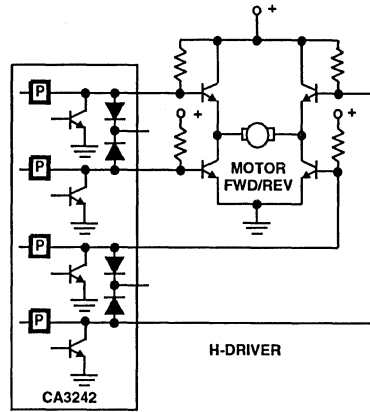 +
P
+
+
P
MOTOR
FWD/REV
P
P
H-DRIVER
CA3242